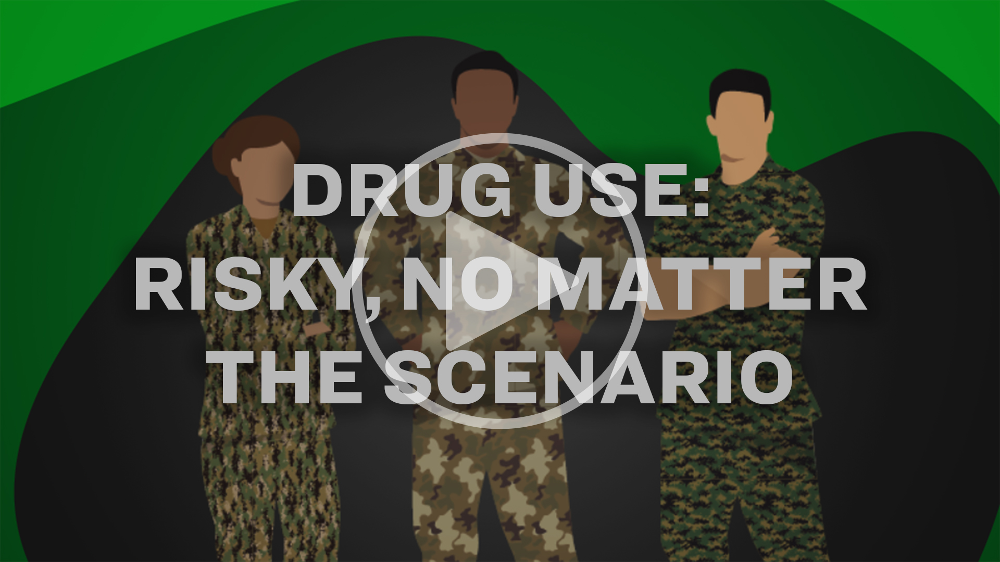 DRUG USE:
RISKY, NO MATTER
THE SCENARIO